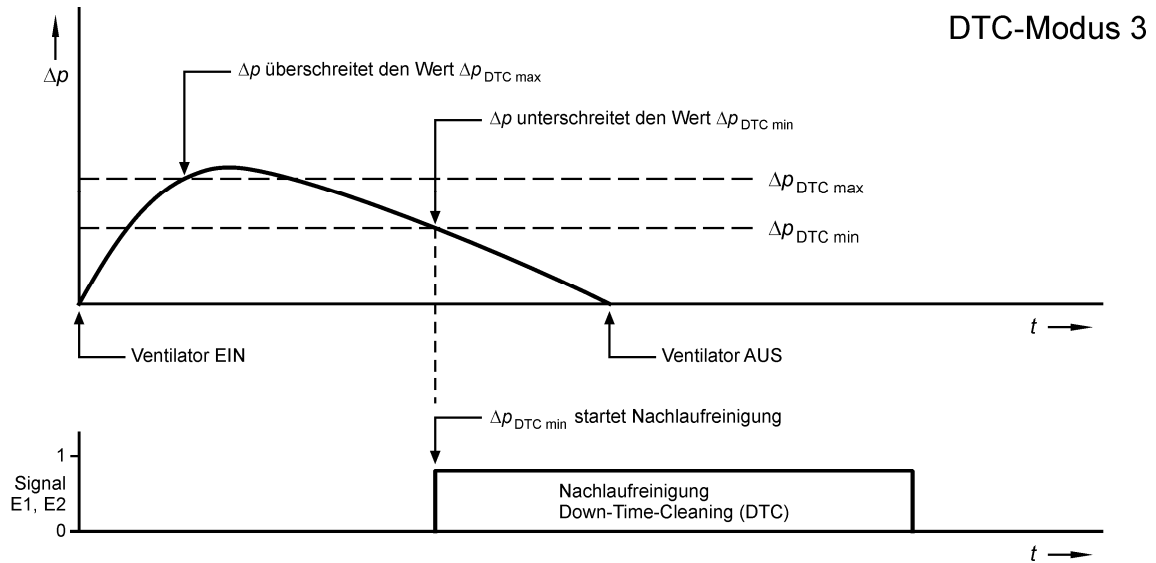 DTC-Modus 3
Δp
Δp überschreitet den Wert Δp DTC max
Δp unterschreitet den Wert Δp DTC min
Δp DTC max
Δp DTC min
t
Ventilator EIN
Ventilator AUS
Δp DTC min startet Nachlaufreinigung
1
Signal
E1, E2
0
Nachlaufreinigung
Down-Time-Cleaning (DTC)
t